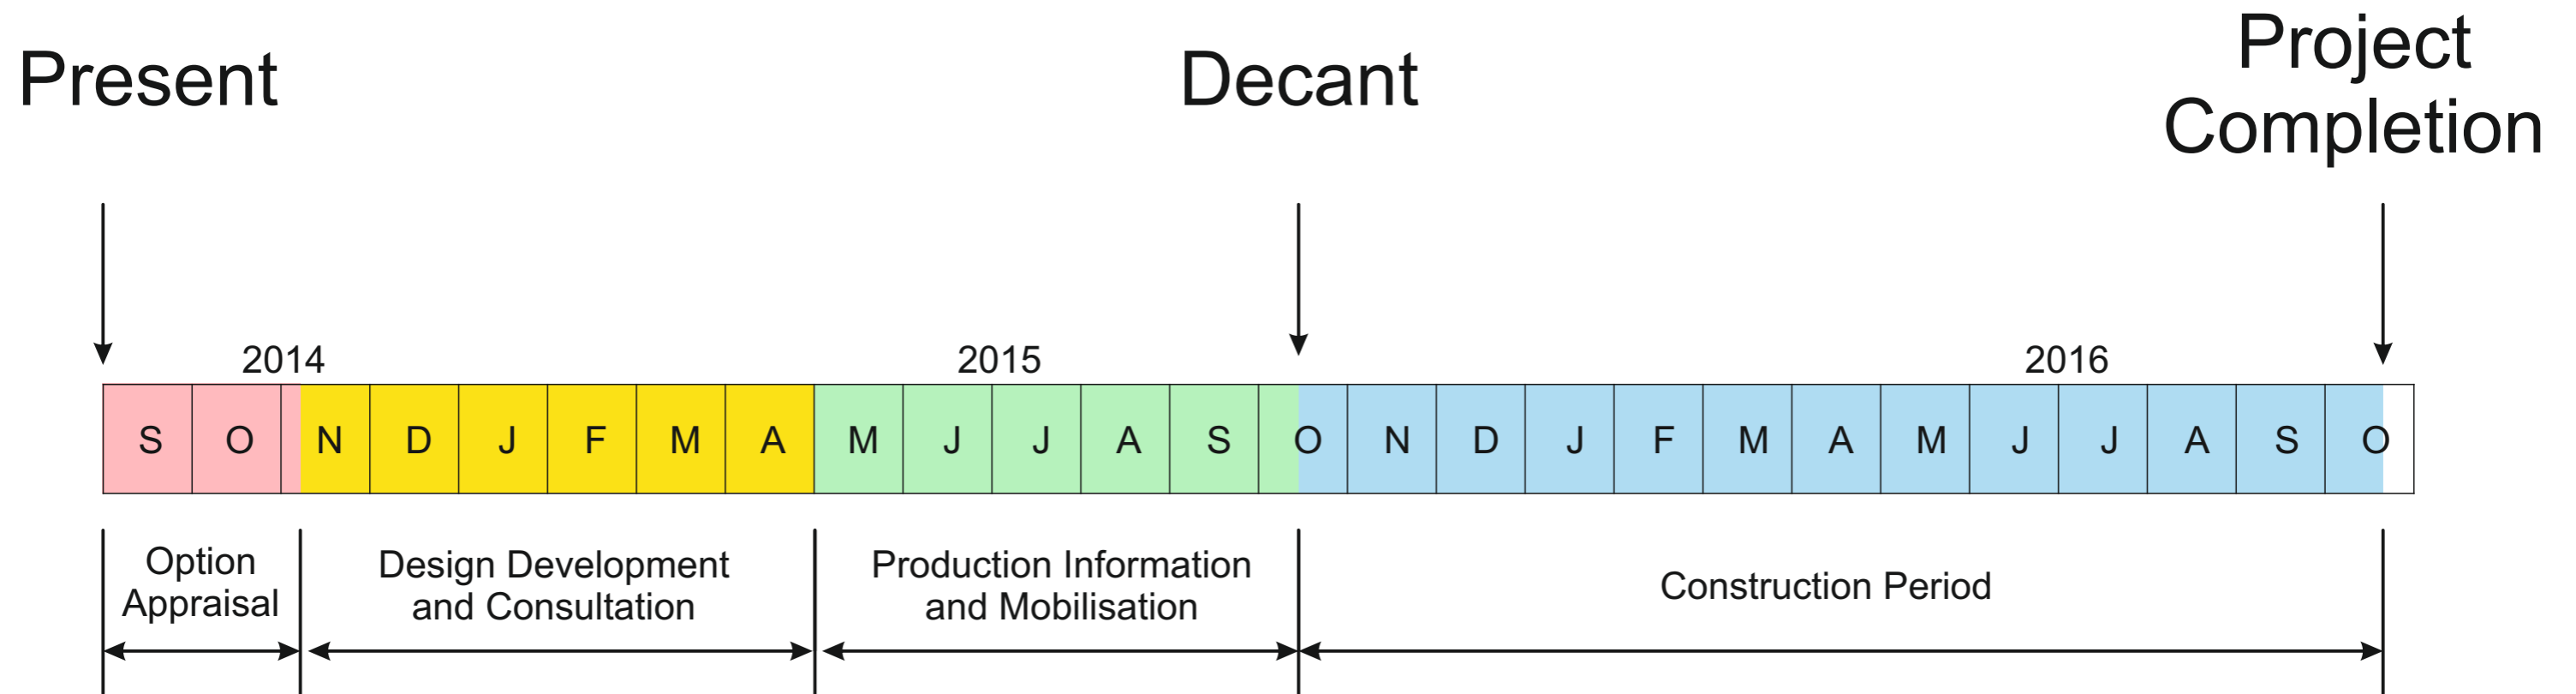 Present
Decant
Project
Completion
2014
2015
2016
S O N D J F M A M J J A S O N D J F M A M J J A S O
Option
Appraisal
Design Development
and Consultation
Production Information
and Mobilisation
Construction Period